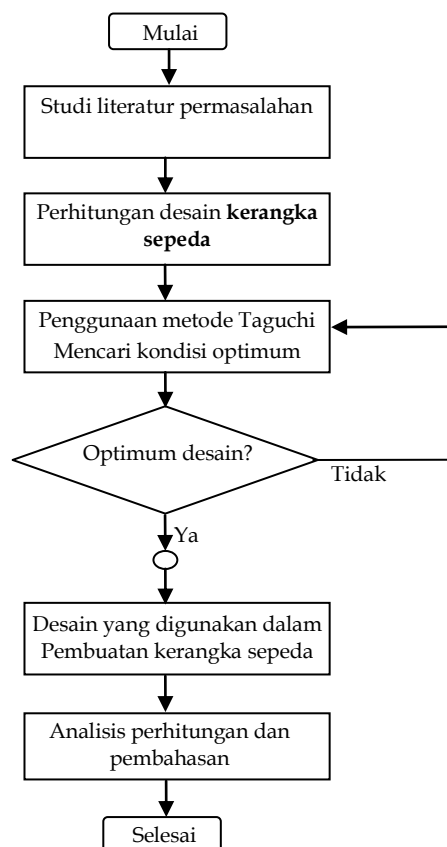 Mulai
Studi literatur permasalahan
Perhitungan desain kerangka
sepeda
Penggunaan metode Taguchi
Mencari kondisi optimum
Optimum desain?
Tidak
Ya
Desain yang digunakan dalam
Pembuatan kerangka sepeda
Analisis perhitungan dan
pembahasan
Selesai